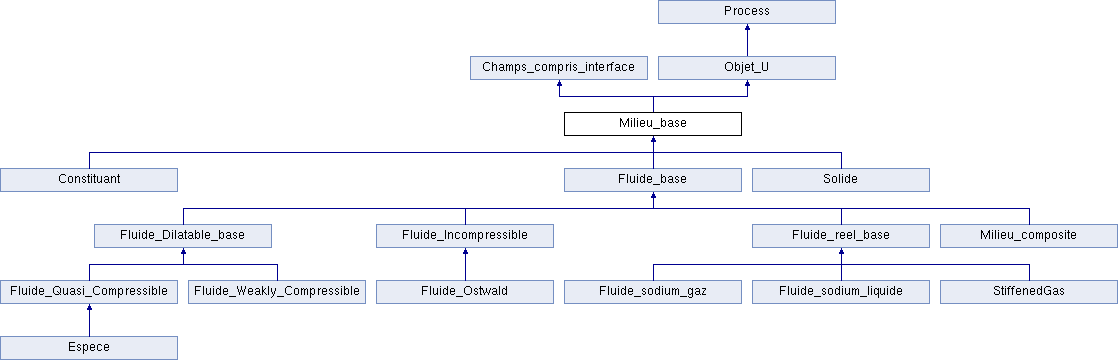 Process
Champs_compris_interface
Objet_U
Milieu_base
Constituant
Fluide_base
Solide
Fluide_Dilatable_base
Fluide_Incompressible
Fluide_reel_base
Milieu_composite
Fluide_Quasi_Compressible
Fluide_Weakly_Compressible
Fluide_Ostwald
Fluide_sodium_gaz
Fluide_sodium_liquide
StiffenedGas
Espece